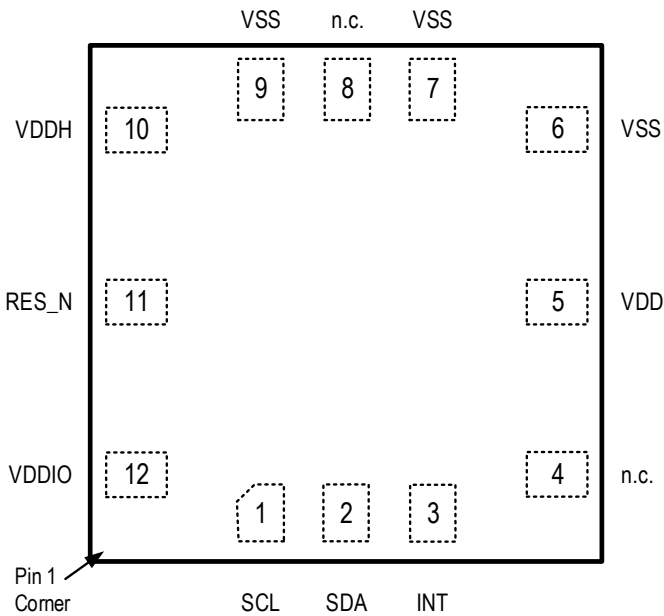 VSS n.c. VSS
9 8 7
VDDH 10 6 VSS
RES_N 11 5 VDD
VDDIO 12 4 n.c.
1 2 3
Pin 1
Corner
SCL SDA INT